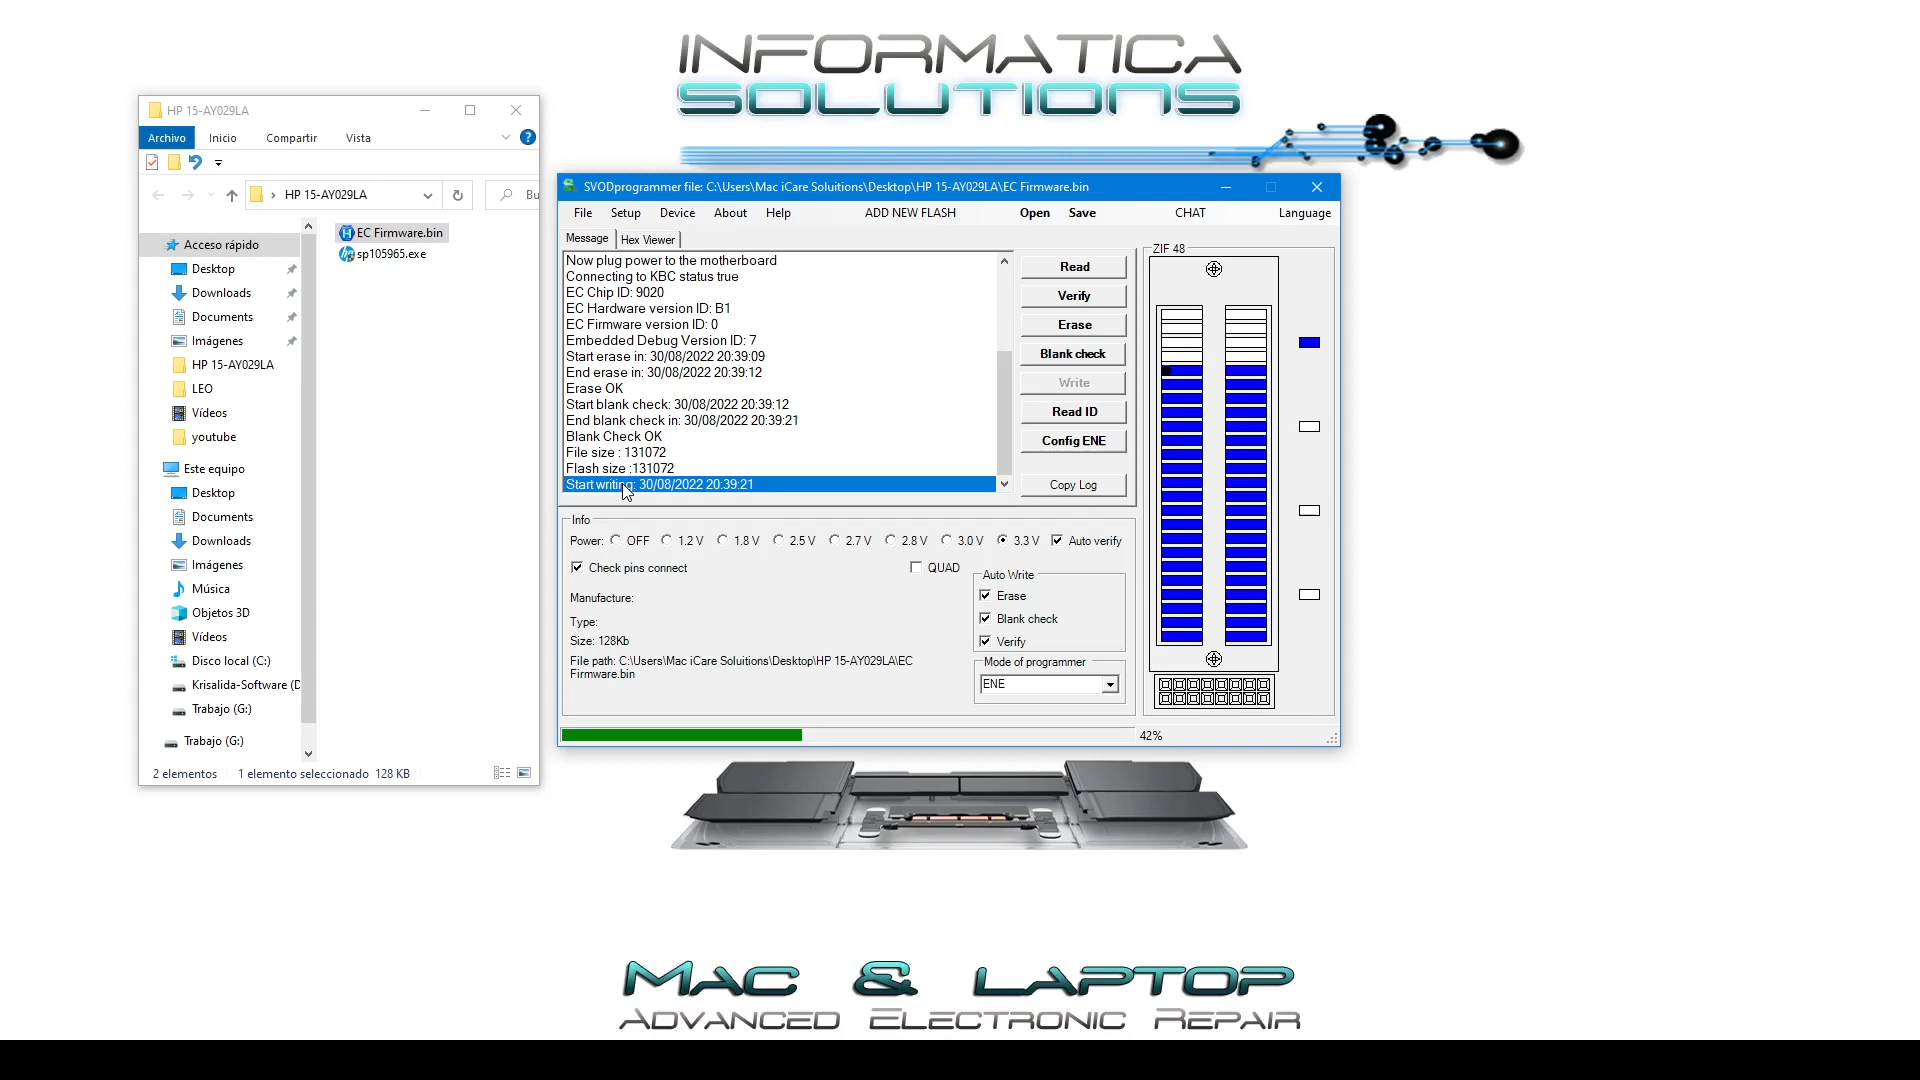 INFORMATICA
SOLUTIONS
HP 15-AY029LA
Archivo Inicio Compartir Vista
HP 15-AY029LA Bu
Acceso rápido
Desktop
Downloads
Documents
Imágenes
HP 15-AY029LA
LEO
Vídeos
youtube
Este equipo
Desktop
Documents
Downloads
Imágenes
Música
Objetos 3D
Vídeos
Disco local (C:)
Krisalida-Software (D
Trabajo (G:)
Trabajo (G:)
EC Firmware.bin
sp105965.exe
2 elementos 1 elemento seleccionado 128 KB
SVODprogrammer file: C:\Users\Mac iCare Soluitions\Desktop\HP 15-AY029LA\EC Firmware.bin
File Setup Device About Help ADD NEW FLASH Open Save CHAT Language
Message Hex Viewer
Now plug power to the motherboard
Connecting to KBC status true
EC Chip ID: 9020
EC Hardware version ID: B1
EC Firmware version ID: 0
Embedded Debug Version ID: 7
Start erase in: 30/08/2022 20:39:09
End erase in: 30/08/2022 20:39:12
Erase OK
Start blank check: 30/08/2022 20:39:12
End blank check in: 30/08/2022 20:39:21
Blank Check OK
File size : 131072
Flash size :131072
Start writing: 30/08/2022 20:39:21
Read
Verify
Erase
Blank check
Write
Read ID
Config ENE
Copy Log
ZIF 48
Info
Power: OFF 1.2 V 1.8 V 2.5 V 2.7 V 2.8 V 3.0 V 3.3 V Auto verify
Check pins connect QUAD
Manufacture:
Type:
Size: 128Kb
File path: C:\Users\Mac iCare Soluitions\Desktop\HP 15-AY029LA\EC
Firmware.bin
Auto Write
Erase
Blank check
Verify
Mode of programmer
ENE
42%
MAC & LAPTOP
ADVANCED ELECTRONIC REPAIR